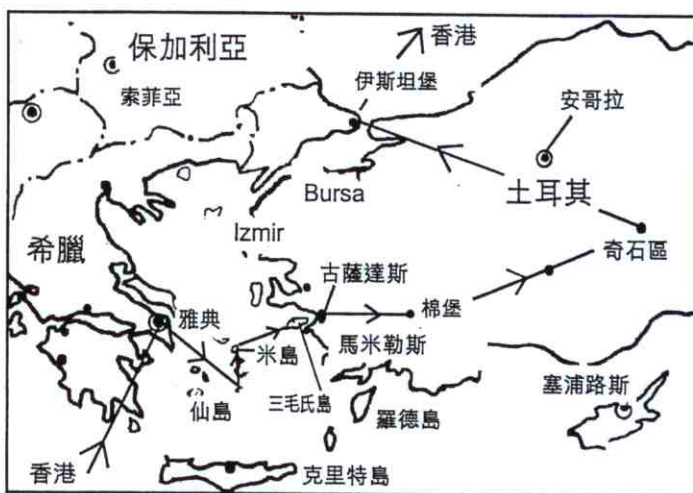 香港
保加利亞
伊斯坦堡
索菲亞
安哥拉
Bursa
土耳其
Izmir
希臘
奇石區
古薩達斯
雅典
棉堡
米島
馬米勒斯
塞浦路斯
仙島
三毛氏島
羅德島
香港
克里特島